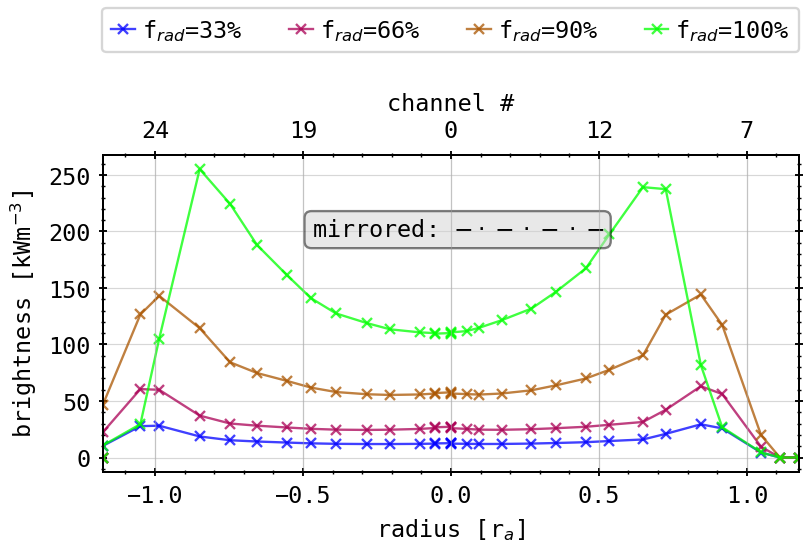 f_rad=33% f_rad=66% f_rad=90% f_rad=100%
channel #
24 19 0 12 7
250
200
150
100
50
0
brightness [kWm⁻³]
mirrored: — · — · — · —
−1.0 −0.5 0.0 0.5 1.0
radius [r_a]